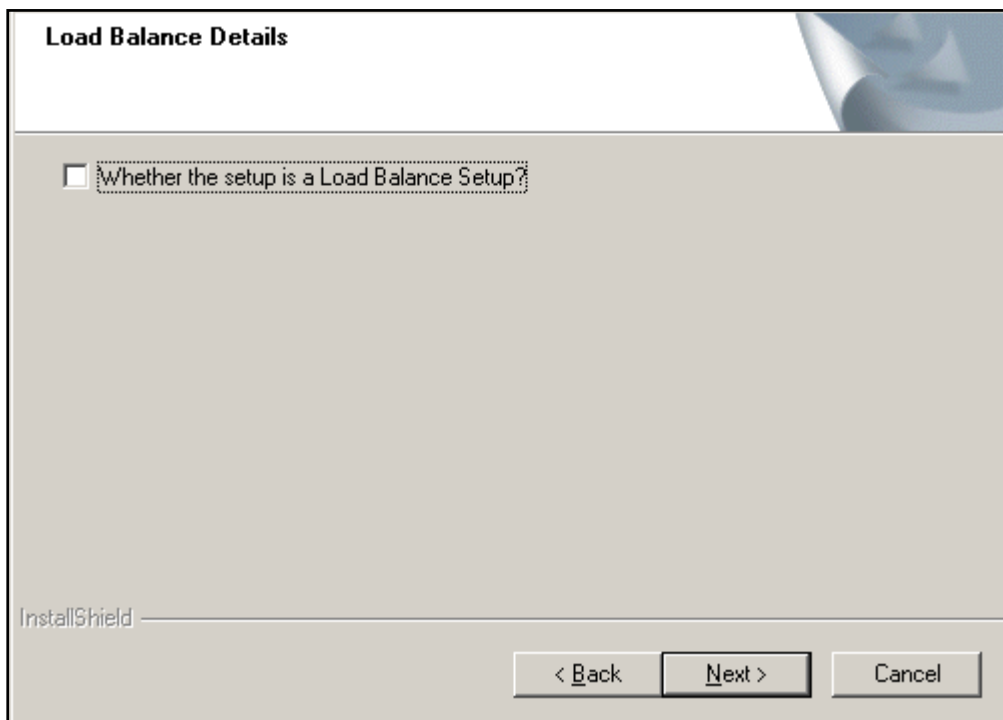 Load Balance Details
Whether the setup is a Load Balance Setup?
InstallShield
< Back
Next >
Cancel